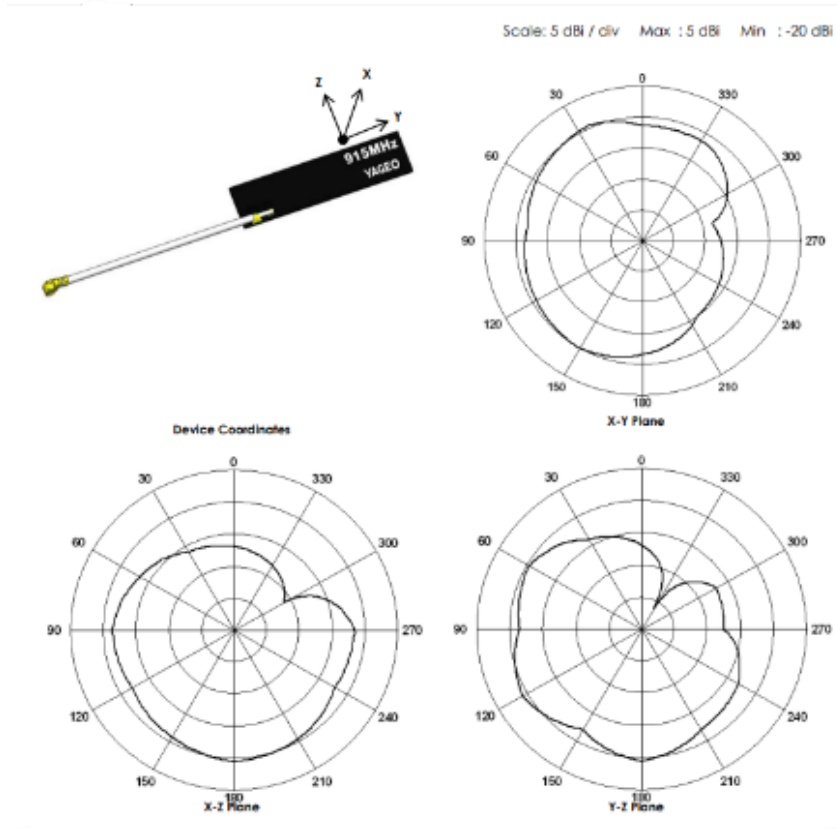 Scale: 5 dBi / div Max : 5 dBi Min : -20 dBi
Z X Y
915MHz
YAGEO
0
30 330
60 300
90 270
120 240
150 210
180
X-Y Plane
Device Coordinates
0
30 330
60 300
90 270
120 240
150 210
180
X-Z Plane
0
30 330
60 300
90 270
120 240
150 210
180
Y-Z Plane